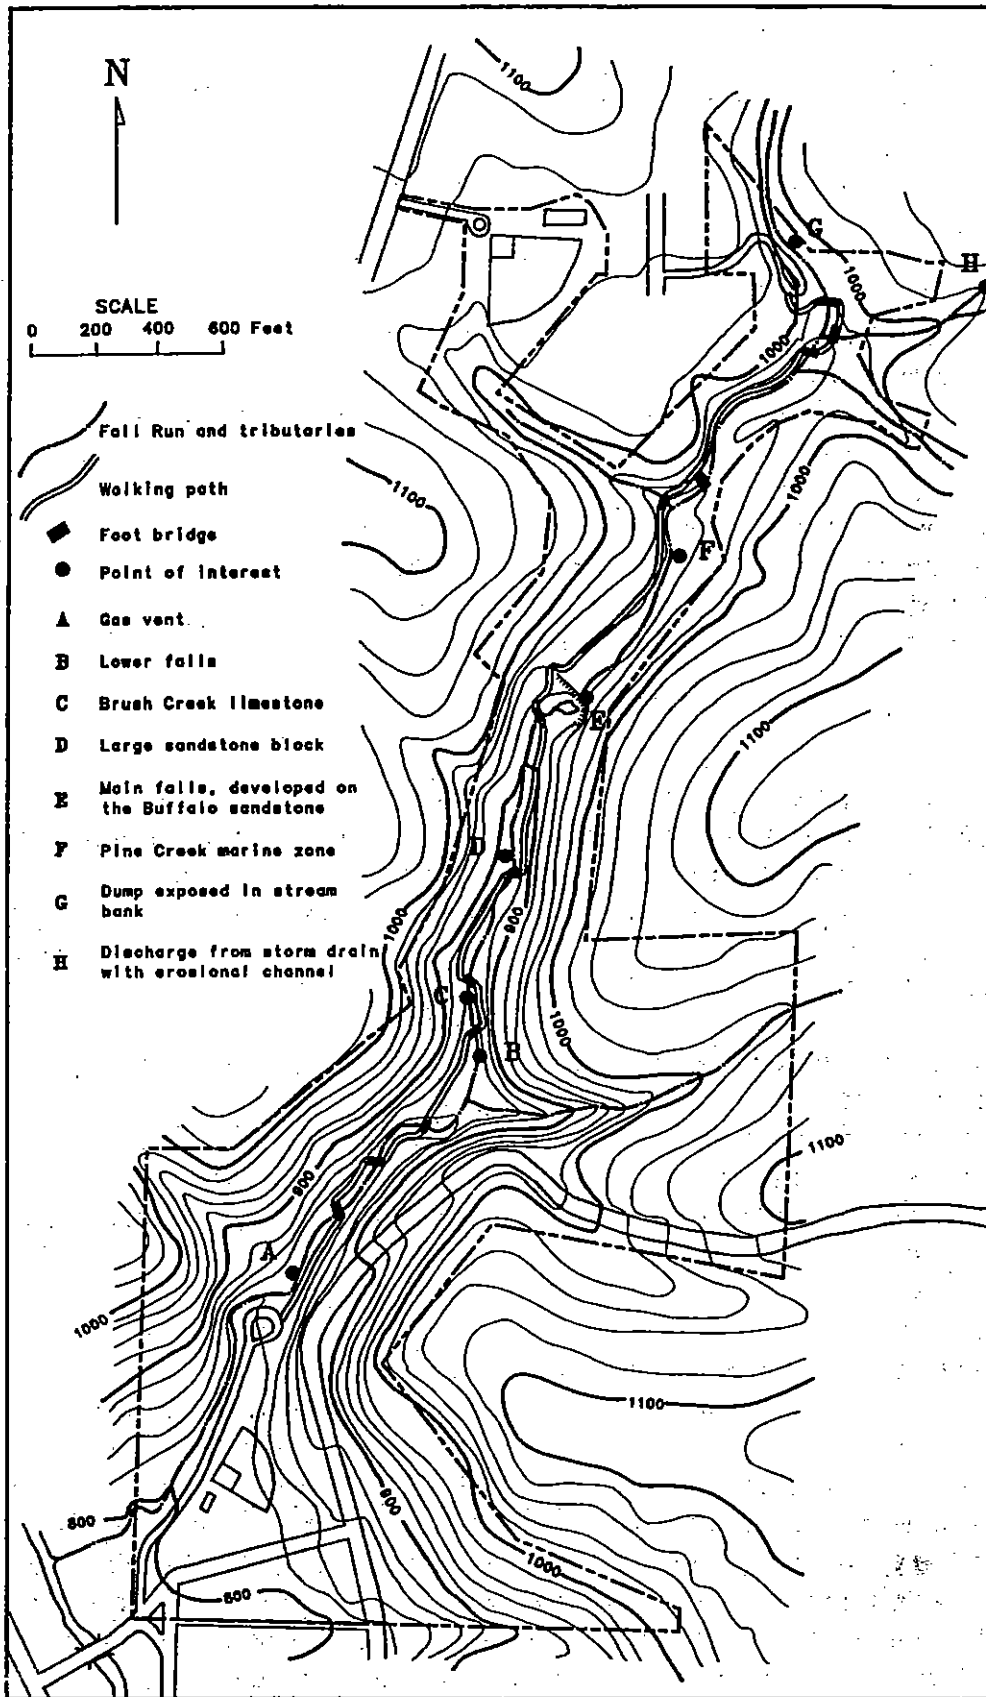 N
SCALE
0 200 400 600 Feet
Fall Run and tributaries
Walking path
Foot bridge
Point of interest
A Gas vent
B Lower falls
C Brush Creek limestone
D Large sandstone block
E Main falls, developed on
the Buffalo sandstone
F Pine Creek marine zone
G Dump exposed in stream
bank
H Discharge from storm drain
with erosional channel
1100
G
H
1000
1000
1100
1000
F
E
1100
D
900
1000
C
1000
B
1100
900
A
1000
1100
900
800
1000
800